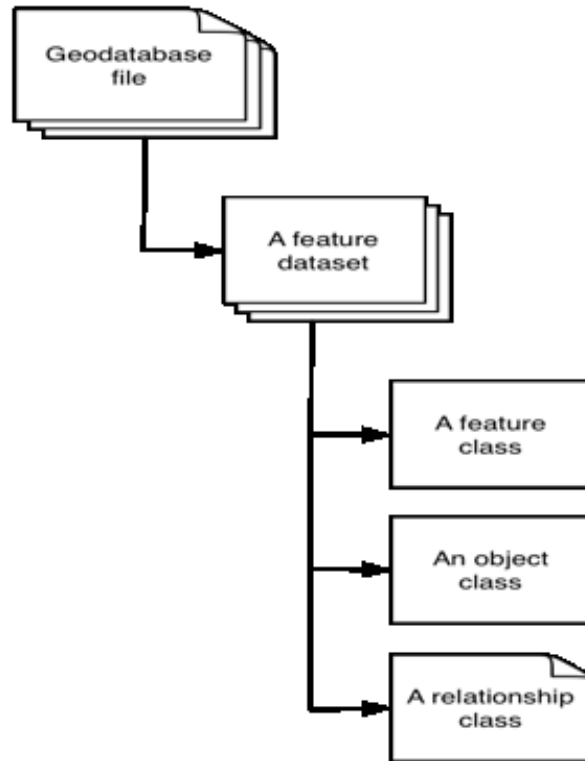 Geodatabase
file
A feature
dataset
A feature
class
An object
class
A relationship
class